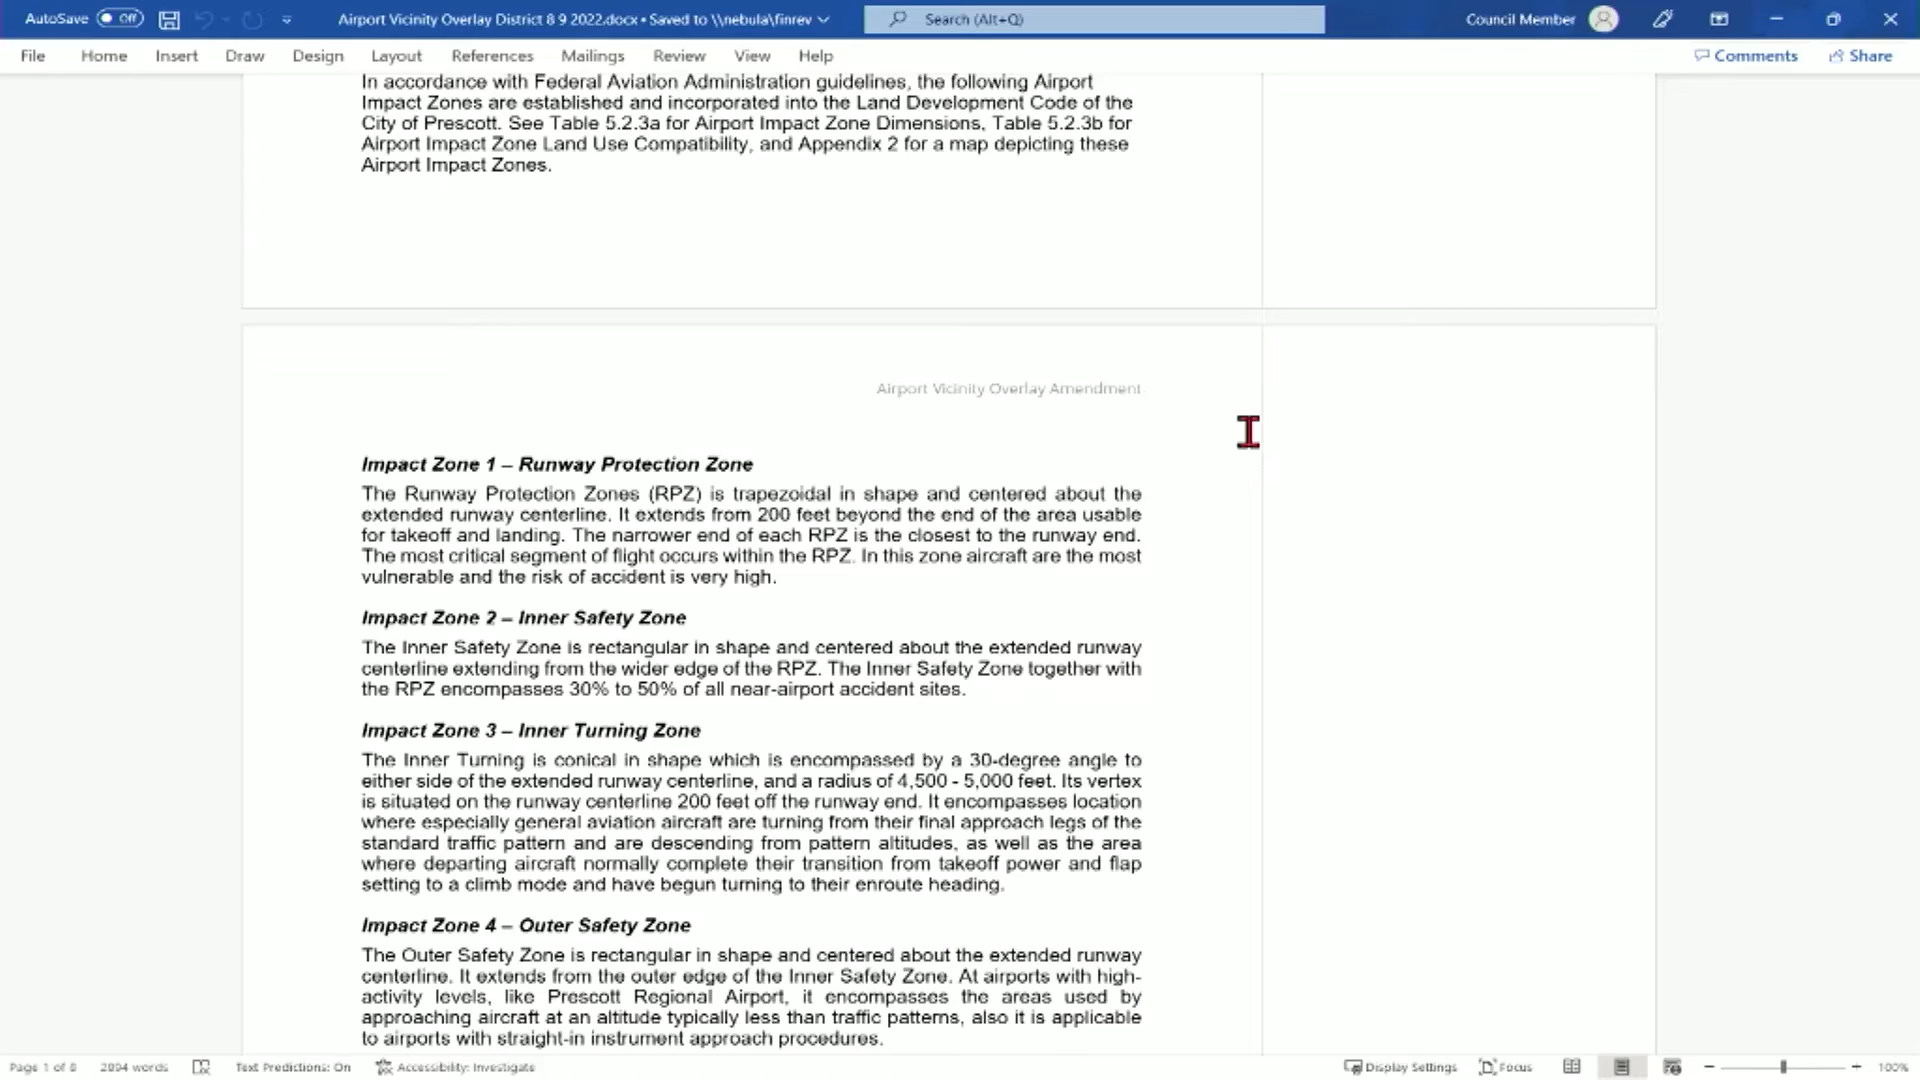 AutoSave Off Airport Vicinity Overlay District 8 9 2022.docx • Saved to \\nebula\finrev Search (Alt+Q) Council Member
File Home Insert Draw Design Layout References Mailings Review View Help Comments Share
In accordance with Federal Aviation Administration guidelines, the following Airport
Impact Zones are established and incorporated into the Land Development Code of the
City of Prescott. See Table 5.2.3a for Airport Impact Zone Dimensions, Table 5.2.3b for
Airport Impact Zone Land Use Compatibility, and Appendix 2 for a map depicting these
Airport Impact Zones.
Airport Vicinity Overlay Amendment
Impact Zone 1 – Runway Protection Zone
The Runway Protection Zones (RPZ) is trapezoidal in shape and centered about the
extended runway centerline. It extends from 200 feet beyond the end of the area usable
for takeoff and landing. The narrower end of each RPZ is the closest to the runway end.
The most critical segment of flight occurs within the RPZ. In this zone aircraft are the most
vulnerable and the risk of accident is very high.
Impact Zone 2 – Inner Safety Zone
The Inner Safety Zone is rectangular in shape and centered about the extended runway
centerline extending from the wider edge of the RPZ. The Inner Safety Zone together with
the RPZ encompasses 30% to 50% of all near-airport accident sites.
Impact Zone 3 – Inner Turning Zone
The Inner Turning is conical in shape which is encompassed by a 30-degree angle to
either side of the extended runway centerline, and a radius of 4,500 - 5,000 feet. Its vertex
is situated on the runway centerline 200 feet off the runway end. It encompasses location
where especially general aviation aircraft are turning from their final approach legs of the
standard traffic pattern and are descending from pattern altitudes, as well as the area
where departing aircraft normally complete their transition from takeoff power and flap
setting to a climb mode and have begun turning to their enroute heading.
Impact Zone 4 – Outer Safety Zone
The Outer Safety Zone is rectangular in shape and centered about the extended runway
centerline. It extends from the outer edge of the Inner Safety Zone. At airports with high-
activity levels, like Prescott Regional Airport, it encompasses the areas used by
approaching aircraft at an altitude typically less than traffic patterns, also it is applicable
to airports with straight-in instrument approach procedures.
Page 1 of 8 2894 words Text Predictions: On Accessibility: Investigate Display Settings Focus 100%